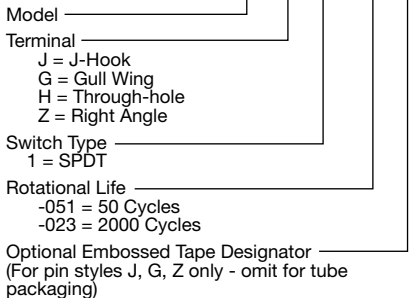 Model
Terminal
J = J-Hook
G = Gull Wing
H = Through-hole
Z = Right Angle
Switch Type
1 = SPDT
Rotational Life
-051 = 50 Cycles
-023 = 2000 Cycles
Optional Embossed Tape Designator
(For pin styles J, G, Z only - omit for tube
packaging)